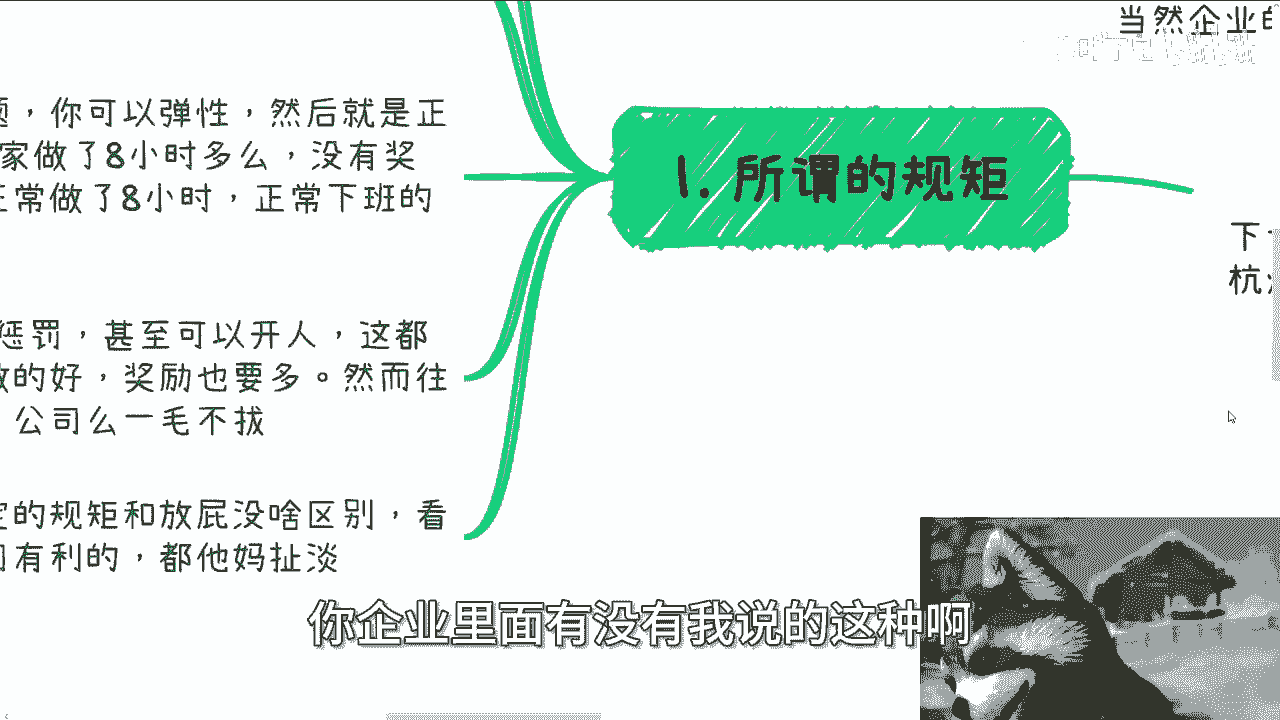 当然企业的
题，你可以弹性，然后就是正
家做了8小时多么，没有奖
正常做了8小时，正常下班的
1. 所谓的规矩
下
杭
惩罚，甚至可以开人，这都
做的好，奖励也要多。然而往
公司么一毛不拔
定的规矩和放屁没啥区别，看
有利的，都他妈扯淡
你企业里面有没有我说的这种啊